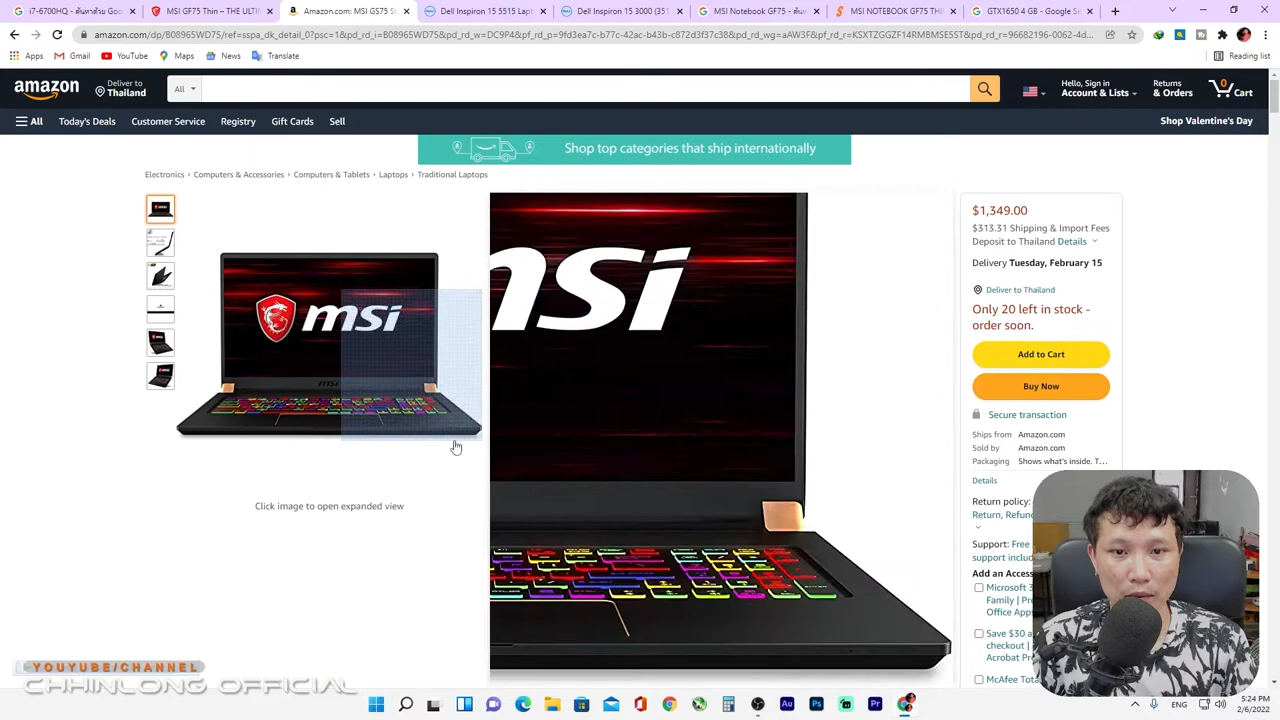 i7-6700HQ - ค้นหาด้วย Goo
MSI GF75 Thin – THE ULTI
Amazon.com: MSI GS75 St
Dell Inspiron 15 5515 Lapt
Dell Inspiron 15 3000 (351
MSI Notebook GF75 - ค้นห
MSI NOTEBOOK GF75 TH
GTX1650 4 GB - Google Se
amazon.com/dp/B08965WD75/ref=sspa_dk_detail_0?psc=1&pd_rd_i=B08965WD75&pd_rd_w=DC9P4&pf_rd_p=9fd3ea7c-b77c-42ac-b43b-c872d3f37c38&pd_rd_wg=aAW3F&pf_rd_r=KSXTZGGZF14RMBMSE5ST&pd_rd_r=96682196-0062-4d...
Apps
Gmail
YouTube
Maps
News
Translate
Reading list
amazon
Deliver to
Thailand
All
Hello, Sign in
Account & Lists
Returns
& Orders
0
Cart
All
Today's Deals
Customer Service
Registry
Gift Cards
Sell
Shop Valentine's Day
Shop top categories that ship internationally
Electronics › Computers & Accessories › Computers & Tablets › Laptops › Traditional Laptops
msi
msi
Click image to open expanded view
$1,349.00
$313.31 Shipping & Import Fees
Deposit to Thailand Details
Delivery Tuesday, February 15
Deliver to Thailand
Only 20 left in stock -
order soon.
Add to Cart
Buy Now
Secure transaction
Ships from Amazon.com
Sold by Amazon.com
Packaging Shows what's inside. T...
Details
Return policy:
Return, Refun
Support: Free
support includ
Add an Access
Microsoft 3
Family | Pr
Office App
Save $30 a
checkout |
Acrobat Pr
McAfee Tota
YOUYUBE/CHANNEL
CHHINLONG OFFICIAL
ENG
5:24 PM
2/6/2022